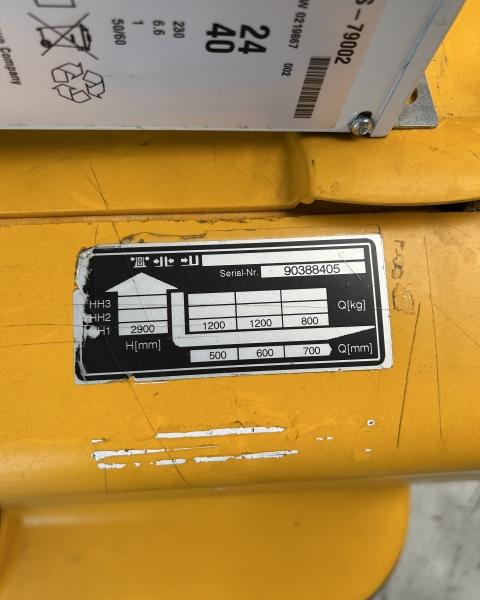 S-79002
W 0219867 002
24
40
230
6.6
1
50/60
Company
Serial-Nr. 90388405
HH3
HH2
HH1 2900 1200 1200 800 Q[kg]
H[mm] 500 600 700 Q[mm]